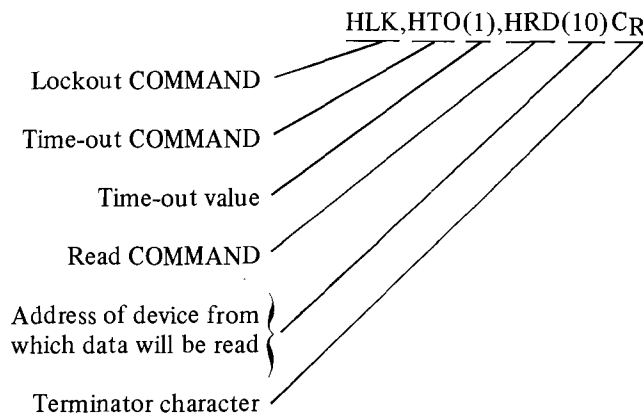 HLK,HTO(1),HRD(10)CR
Lockout COMMAND
Time-out COMMAND
Time-out value
Read COMMAND
Address of device from
which data will be read
Terminator character